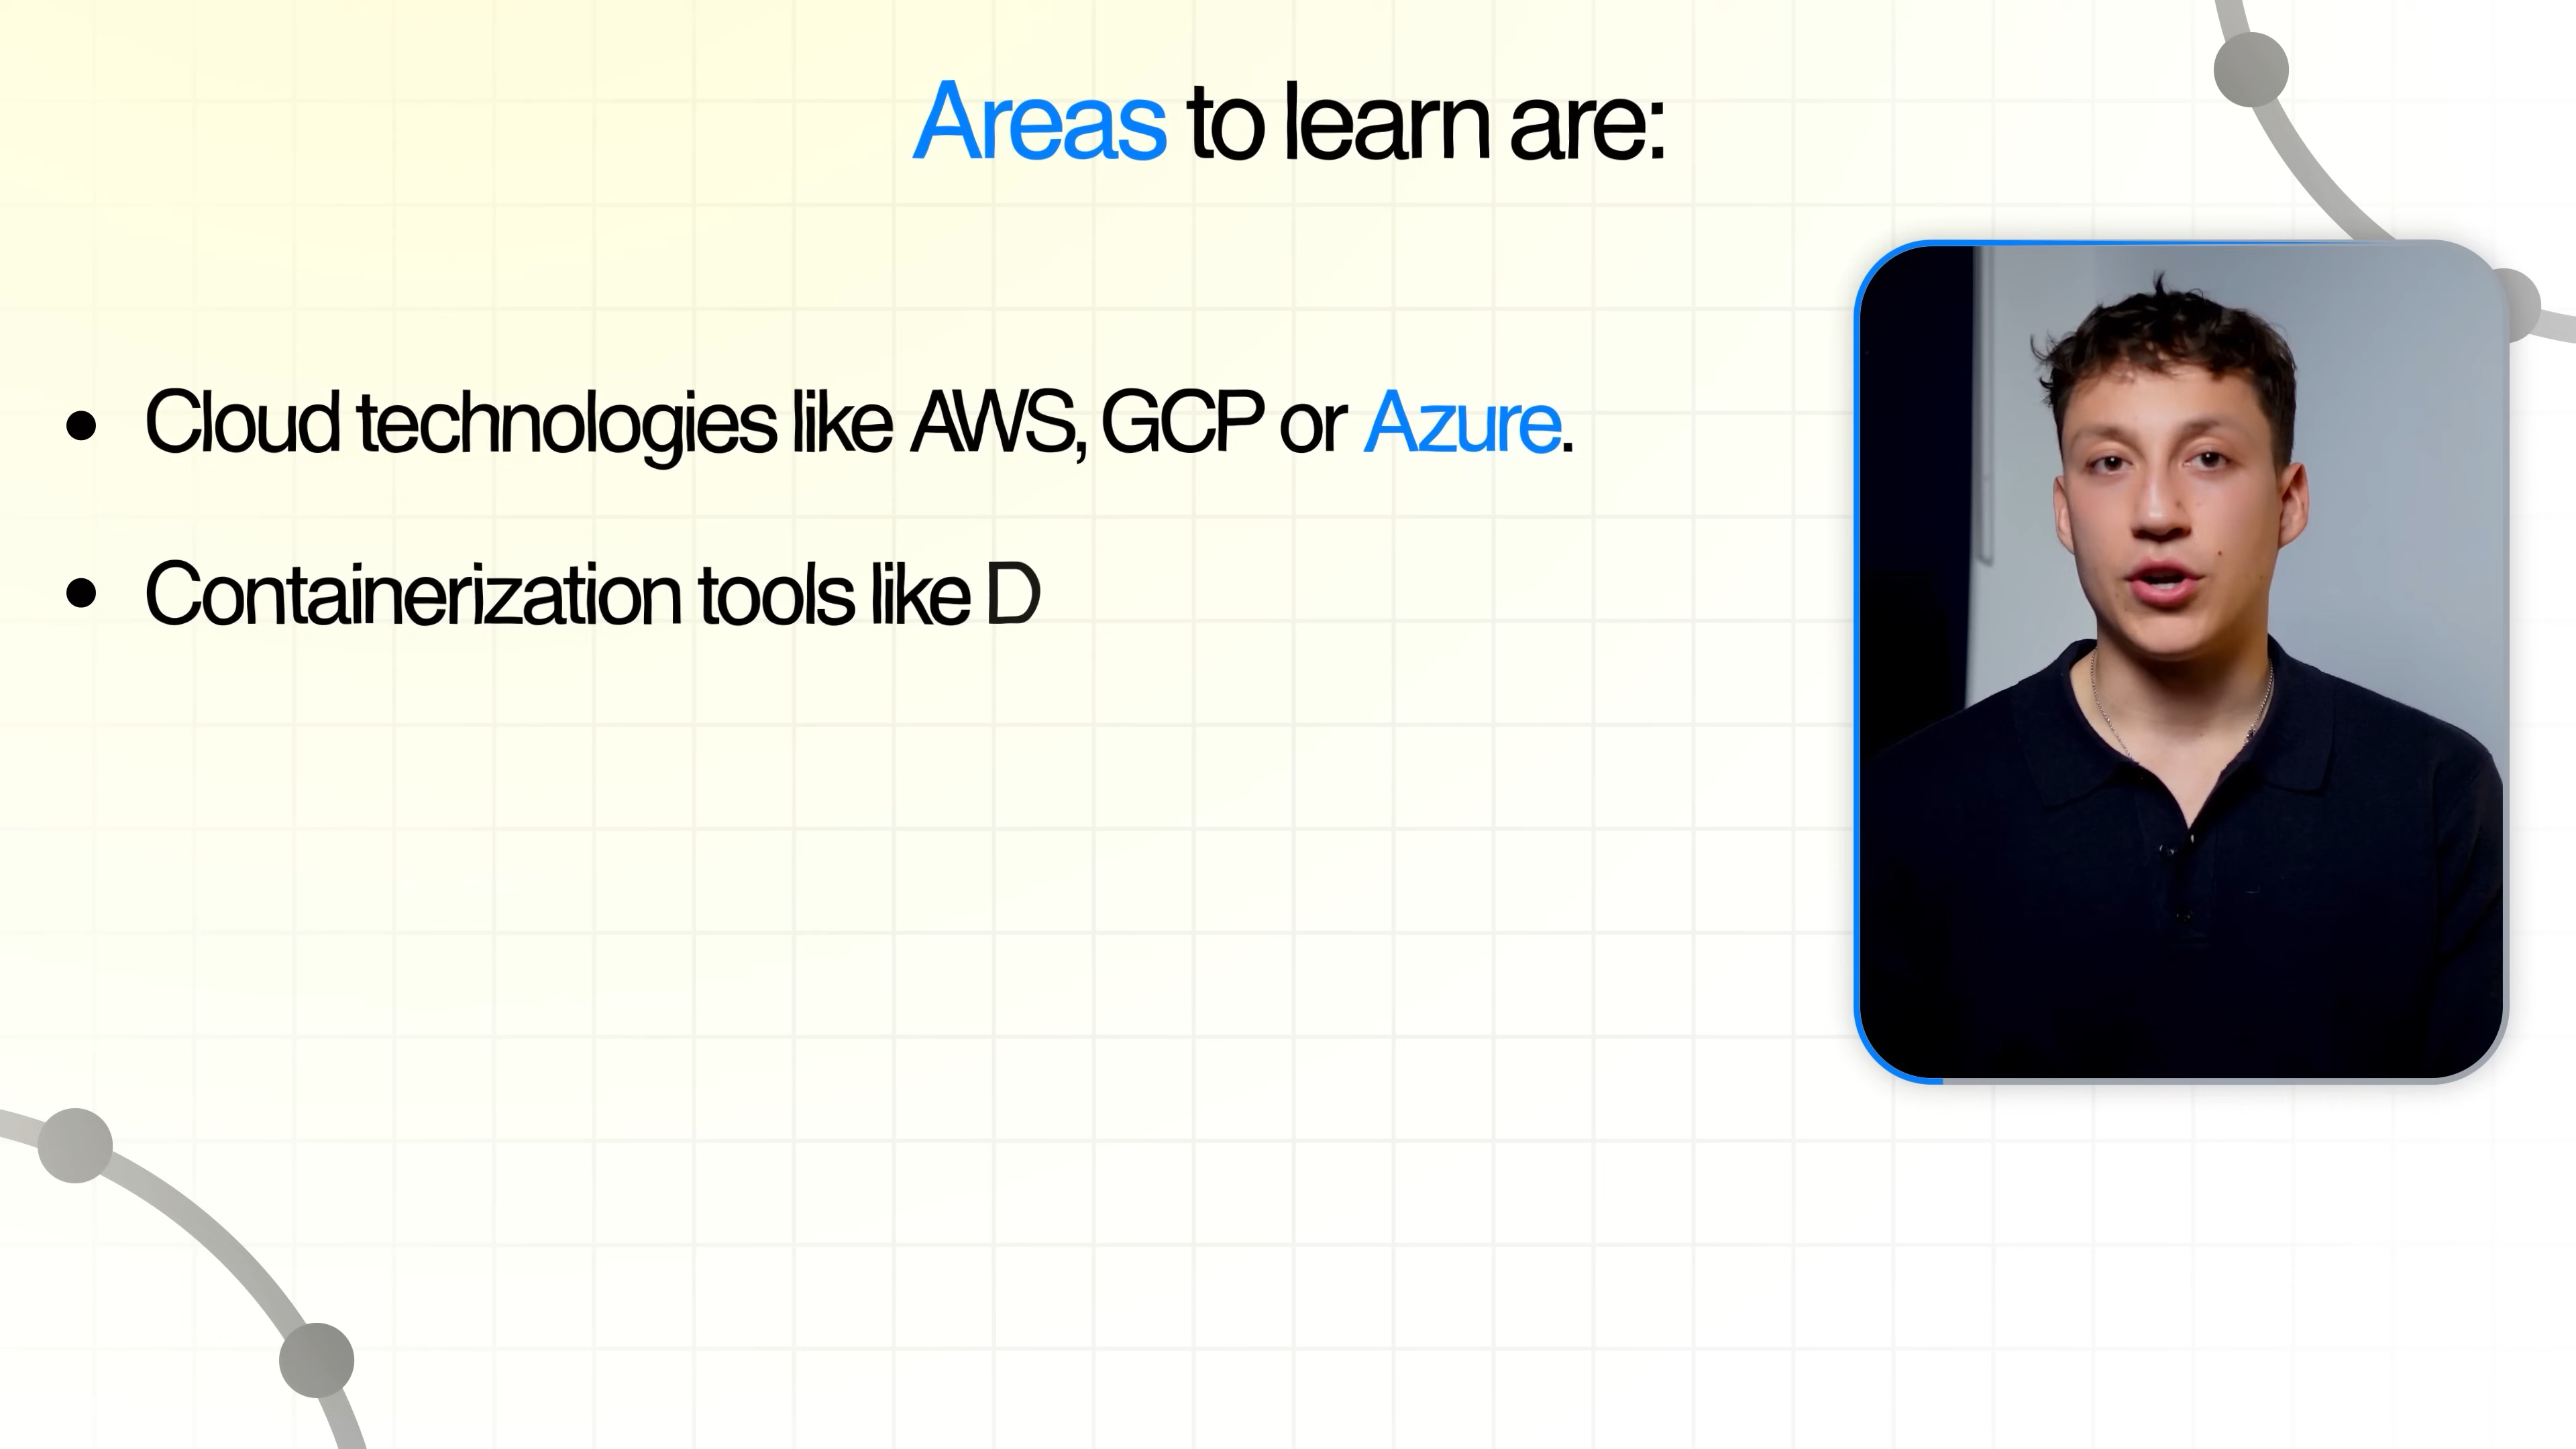 Areas to learn are:
• Cloud technologies like AWS, GCP or Azure.
• Containerization tools like D